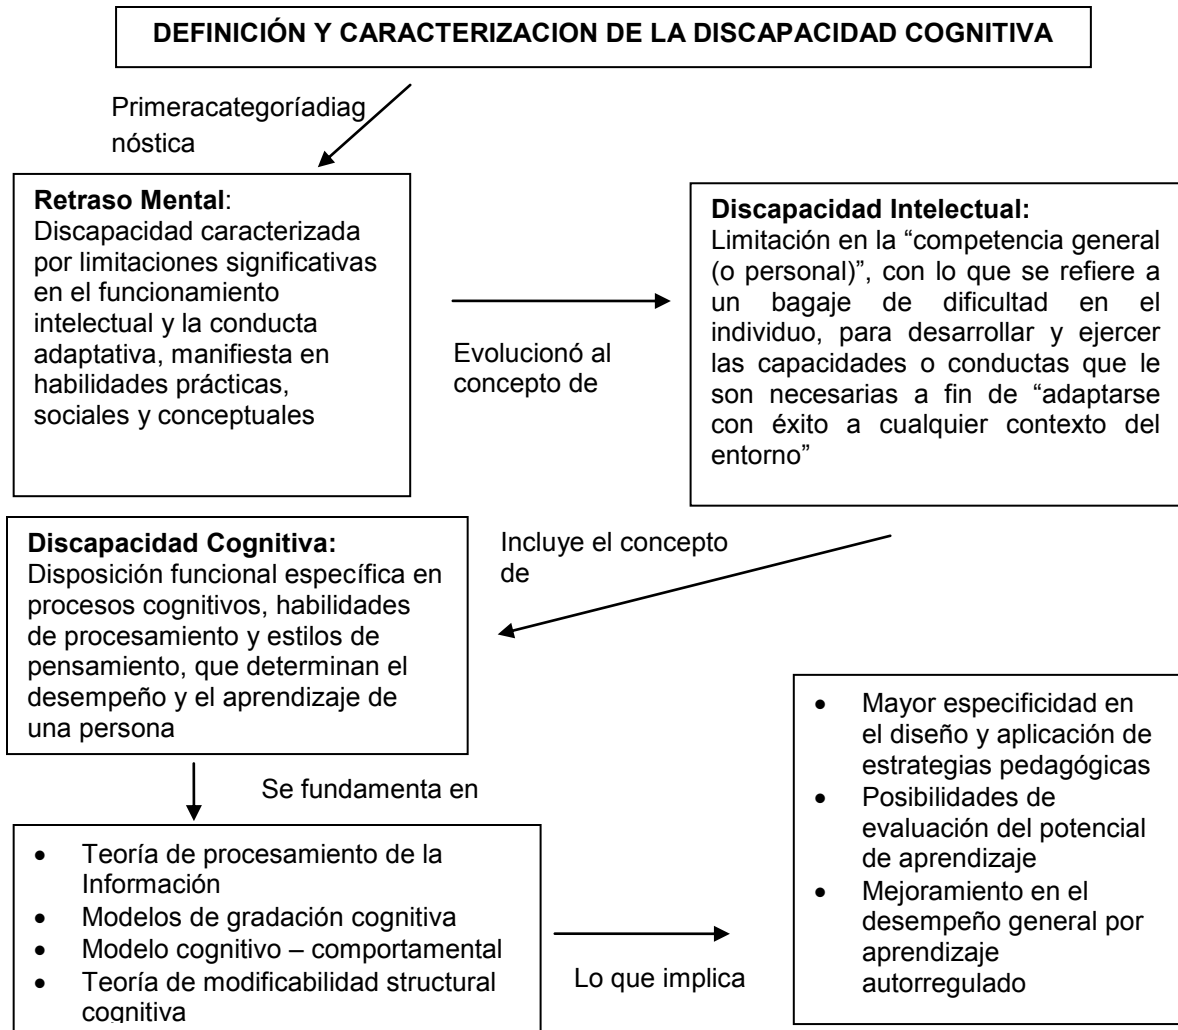 DEFINICIÓN Y CARACTERIZACION DE LA DISCAPACIDAD COGNITIVA
Primeracategoríadiag
nóstica
Retraso Mental:
Discapacidad caracterizada
por limitaciones significativas
en el funcionamiento
intelectual y la conducta
adaptativa, manifiesta en
habilidades prácticas,
sociales y conceptuales
Evolucionó al
concepto de
Discapacidad Intelectual:
Limitación en la “competencia general
(o personal)”, con lo que se refiere a
un bagaje de dificultad en el
individuo, para desarrollar y ejercer
las capacidades o conductas que le
son necesarias a fin de “adaptarse
con éxito a cualquier contexto del
entorno”
Incluye el concepto
de
Discapacidad Cognitiva:
Disposición funcional específica en
procesos cognitivos, habilidades
de procesamiento y estilos de
pensamiento, que determinan el
desempeño y el aprendizaje de
una persona
Se fundamenta en
• Teoría de procesamiento de la
Información
• Modelos de gradación cognitiva
• Modelo cognitivo – comportamental
• Teoría de modificabilidad structural
cognitiva
Lo que implica
• Mayor especificidad en
el diseño y aplicación de
estrategias pedagógicas
• Posibilidades de
evaluación del potencial
de aprendizaje
• Mejoramiento en el
desempeño general por
aprendizaje
autorregulado